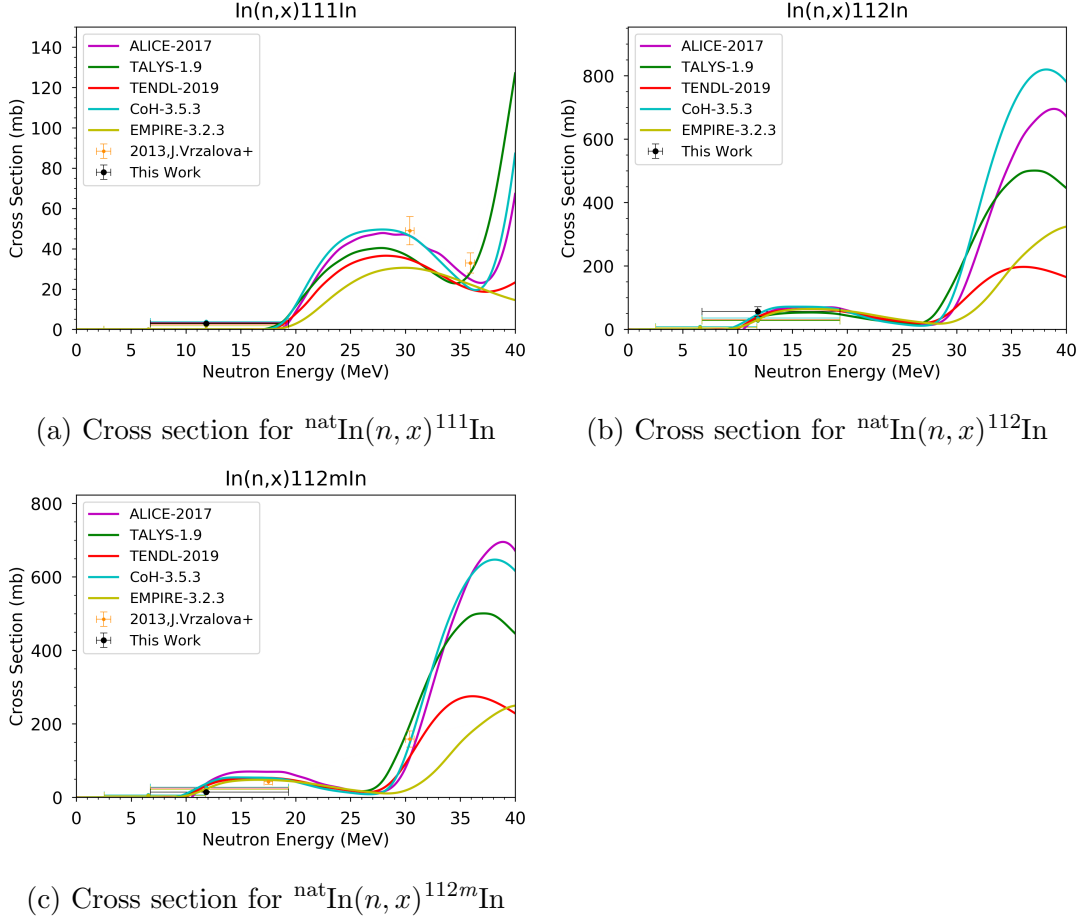 In(n,x)111In
Cross Section (mb)
150
125
100
80
60
40
20
0
ALICE-2017
TALYS-1.9
TENDL-2019
CoH-3.5.3
EMPIRE-3.2.3
2013,J.Vrzalova+
This Work
0 5 10 15 20 25 30 35 40
Neutron Energy (MeV)
(a) Cross section for ⁿᵃᵗIn(n, x)¹¹¹In
In(n,x)112In
Cross Section (mb)
800
600
400
200
0
ALICE-2017
TALYS-1.9
TENDL-2019
CoH-3.5.3
EMPIRE-3.2.3
This Work
0 5 10 15 20 25 30 35 40
Neutron Energy (MeV)
(b) Cross section for ⁿᵃᵗIn(n, x)¹¹²In
In(n,x)112mIn
Cross Section (mb)
800
600
400
200
0
ALICE-2017
TALYS-1.9
TENDL-2019
CoH-3.5.3
EMPIRE-3.2.3
2013,J.Vrzalova+
This Work
0 5 10 15 20 25 30 35 40
Neutron Energy (MeV)
(c) Cross section for ⁿᵃᵗIn(n, x)¹¹²ᵐIn